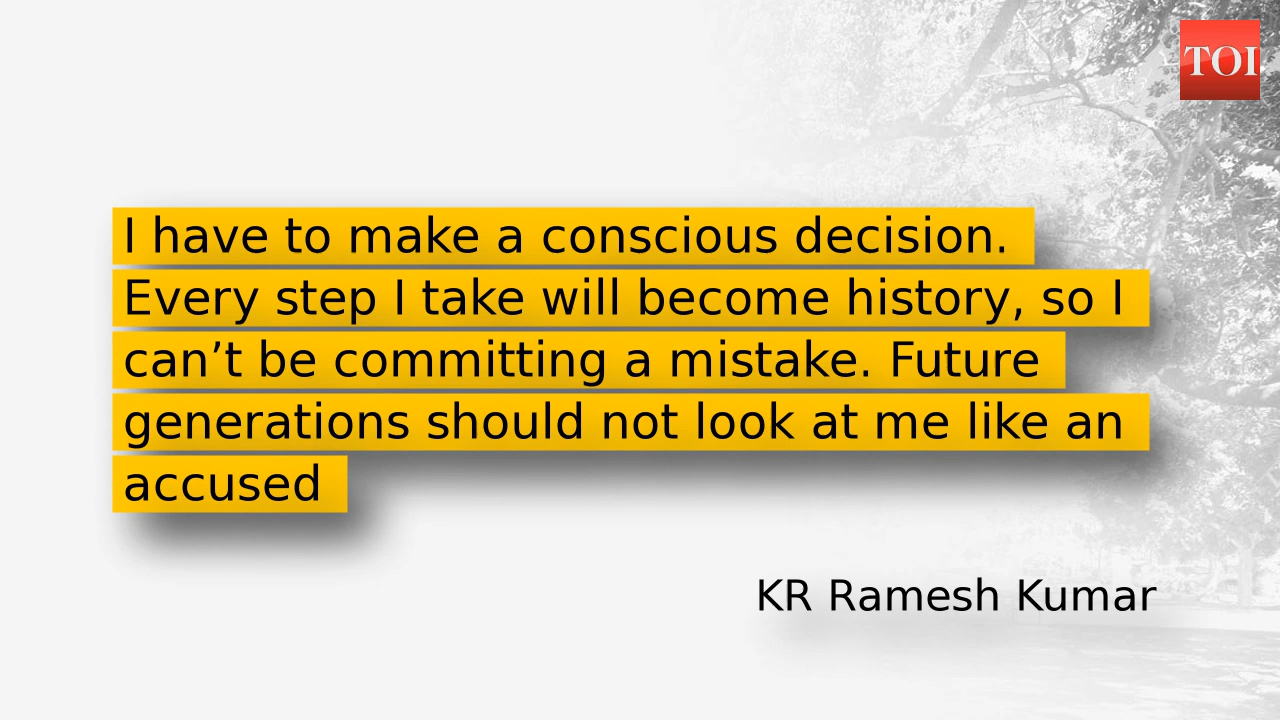 TOI
I have to make a conscious decision.
Every step I take will become history, so I
can’t be committing a mistake. Future
generations should not look at me like an
accused
KR Ramesh Kumar